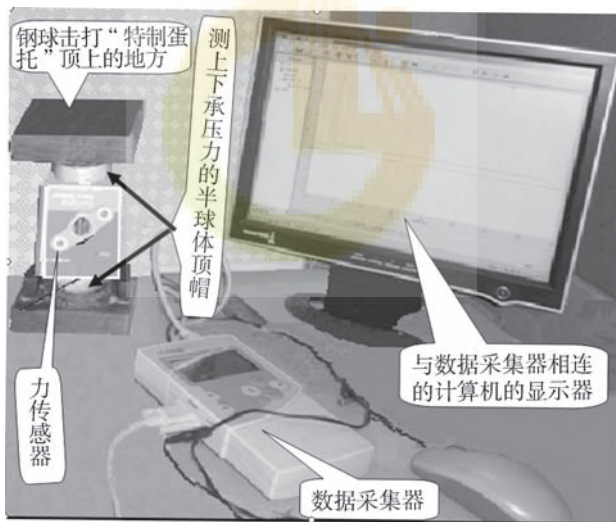 钢球击打“特制蛋
托”顶上的地方
测上下承压力的半球体顶帽
与数据采集器相连
的计算机的显示器
力传感器
数据采集器